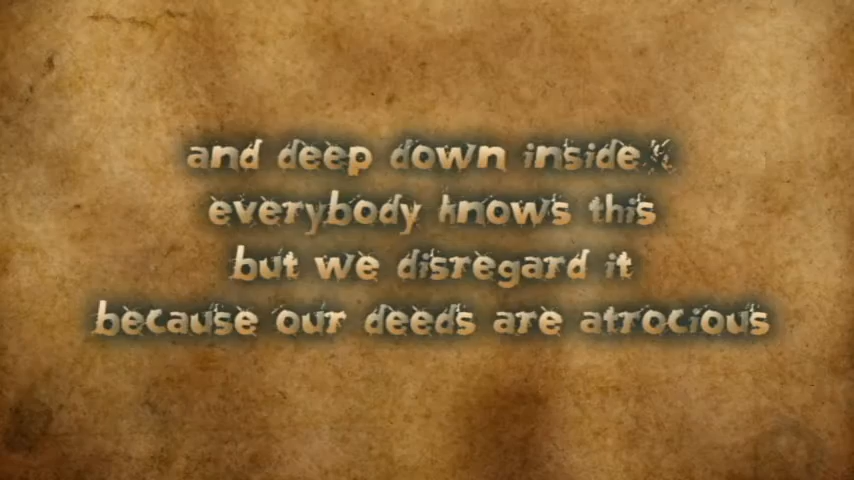 and deep down inside
everybody knows this
but we disregard it
because our deeds are atrocious